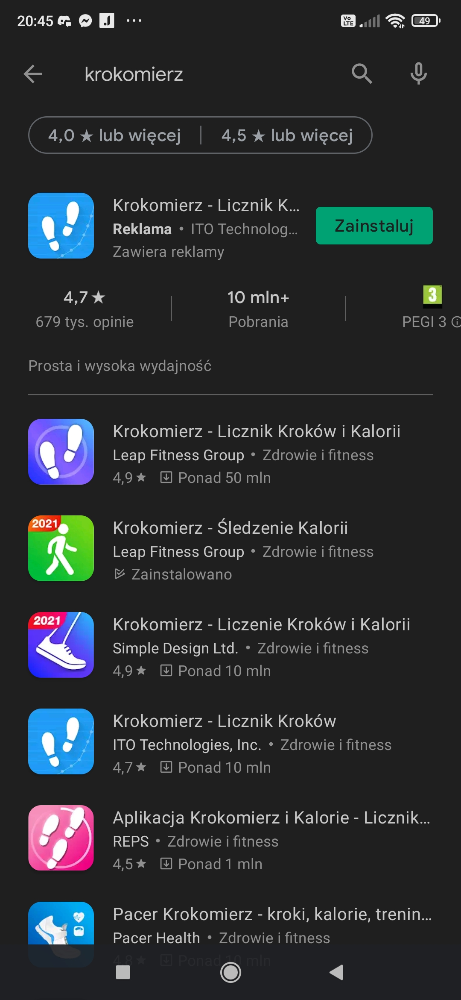 20:45
Vo LTE
49
krokomierz
4,0 ★ lub więcej
4,5 ★ lub więcej
Krokomierz - Licznik K...
Reklama • ITO Technolog...
Zawiera reklamy
Zainstaluj
4,7 ★
679 tys. opinie
10 mln+
Pobrania
3
PEGI 3
Prosta i wysoka wydajność
Krokomierz - Licznik Kroków i Kalorii
Leap Fitness Group • Zdrowie i fitness
4,9 ★ Ponad 50 mln
2021
Krokomierz - Śledzenie Kalorii
Leap Fitness Group • Zdrowie i fitness
Zainstalowano
2021
Krokomierz - Liczenie Kroków i Kalorii
Simple Design Ltd. • Zdrowie i fitness
4,9 ★ Ponad 10 mln
Krokomierz - Licznik Kroków
ITO Technologies, Inc. • Zdrowie i fitness
4,7 ★ Ponad 10 mln
Aplikacja Krokomierz i Kalorie - Licznik...
REPS • Zdrowie i fitness
4,5 ★ Ponad 1 mln
Pacer Krokomierz - kroki, kalorie, trenin...
Pacer Health • Zdrowie i fitness
4,8 ★ Ponad 10 mln